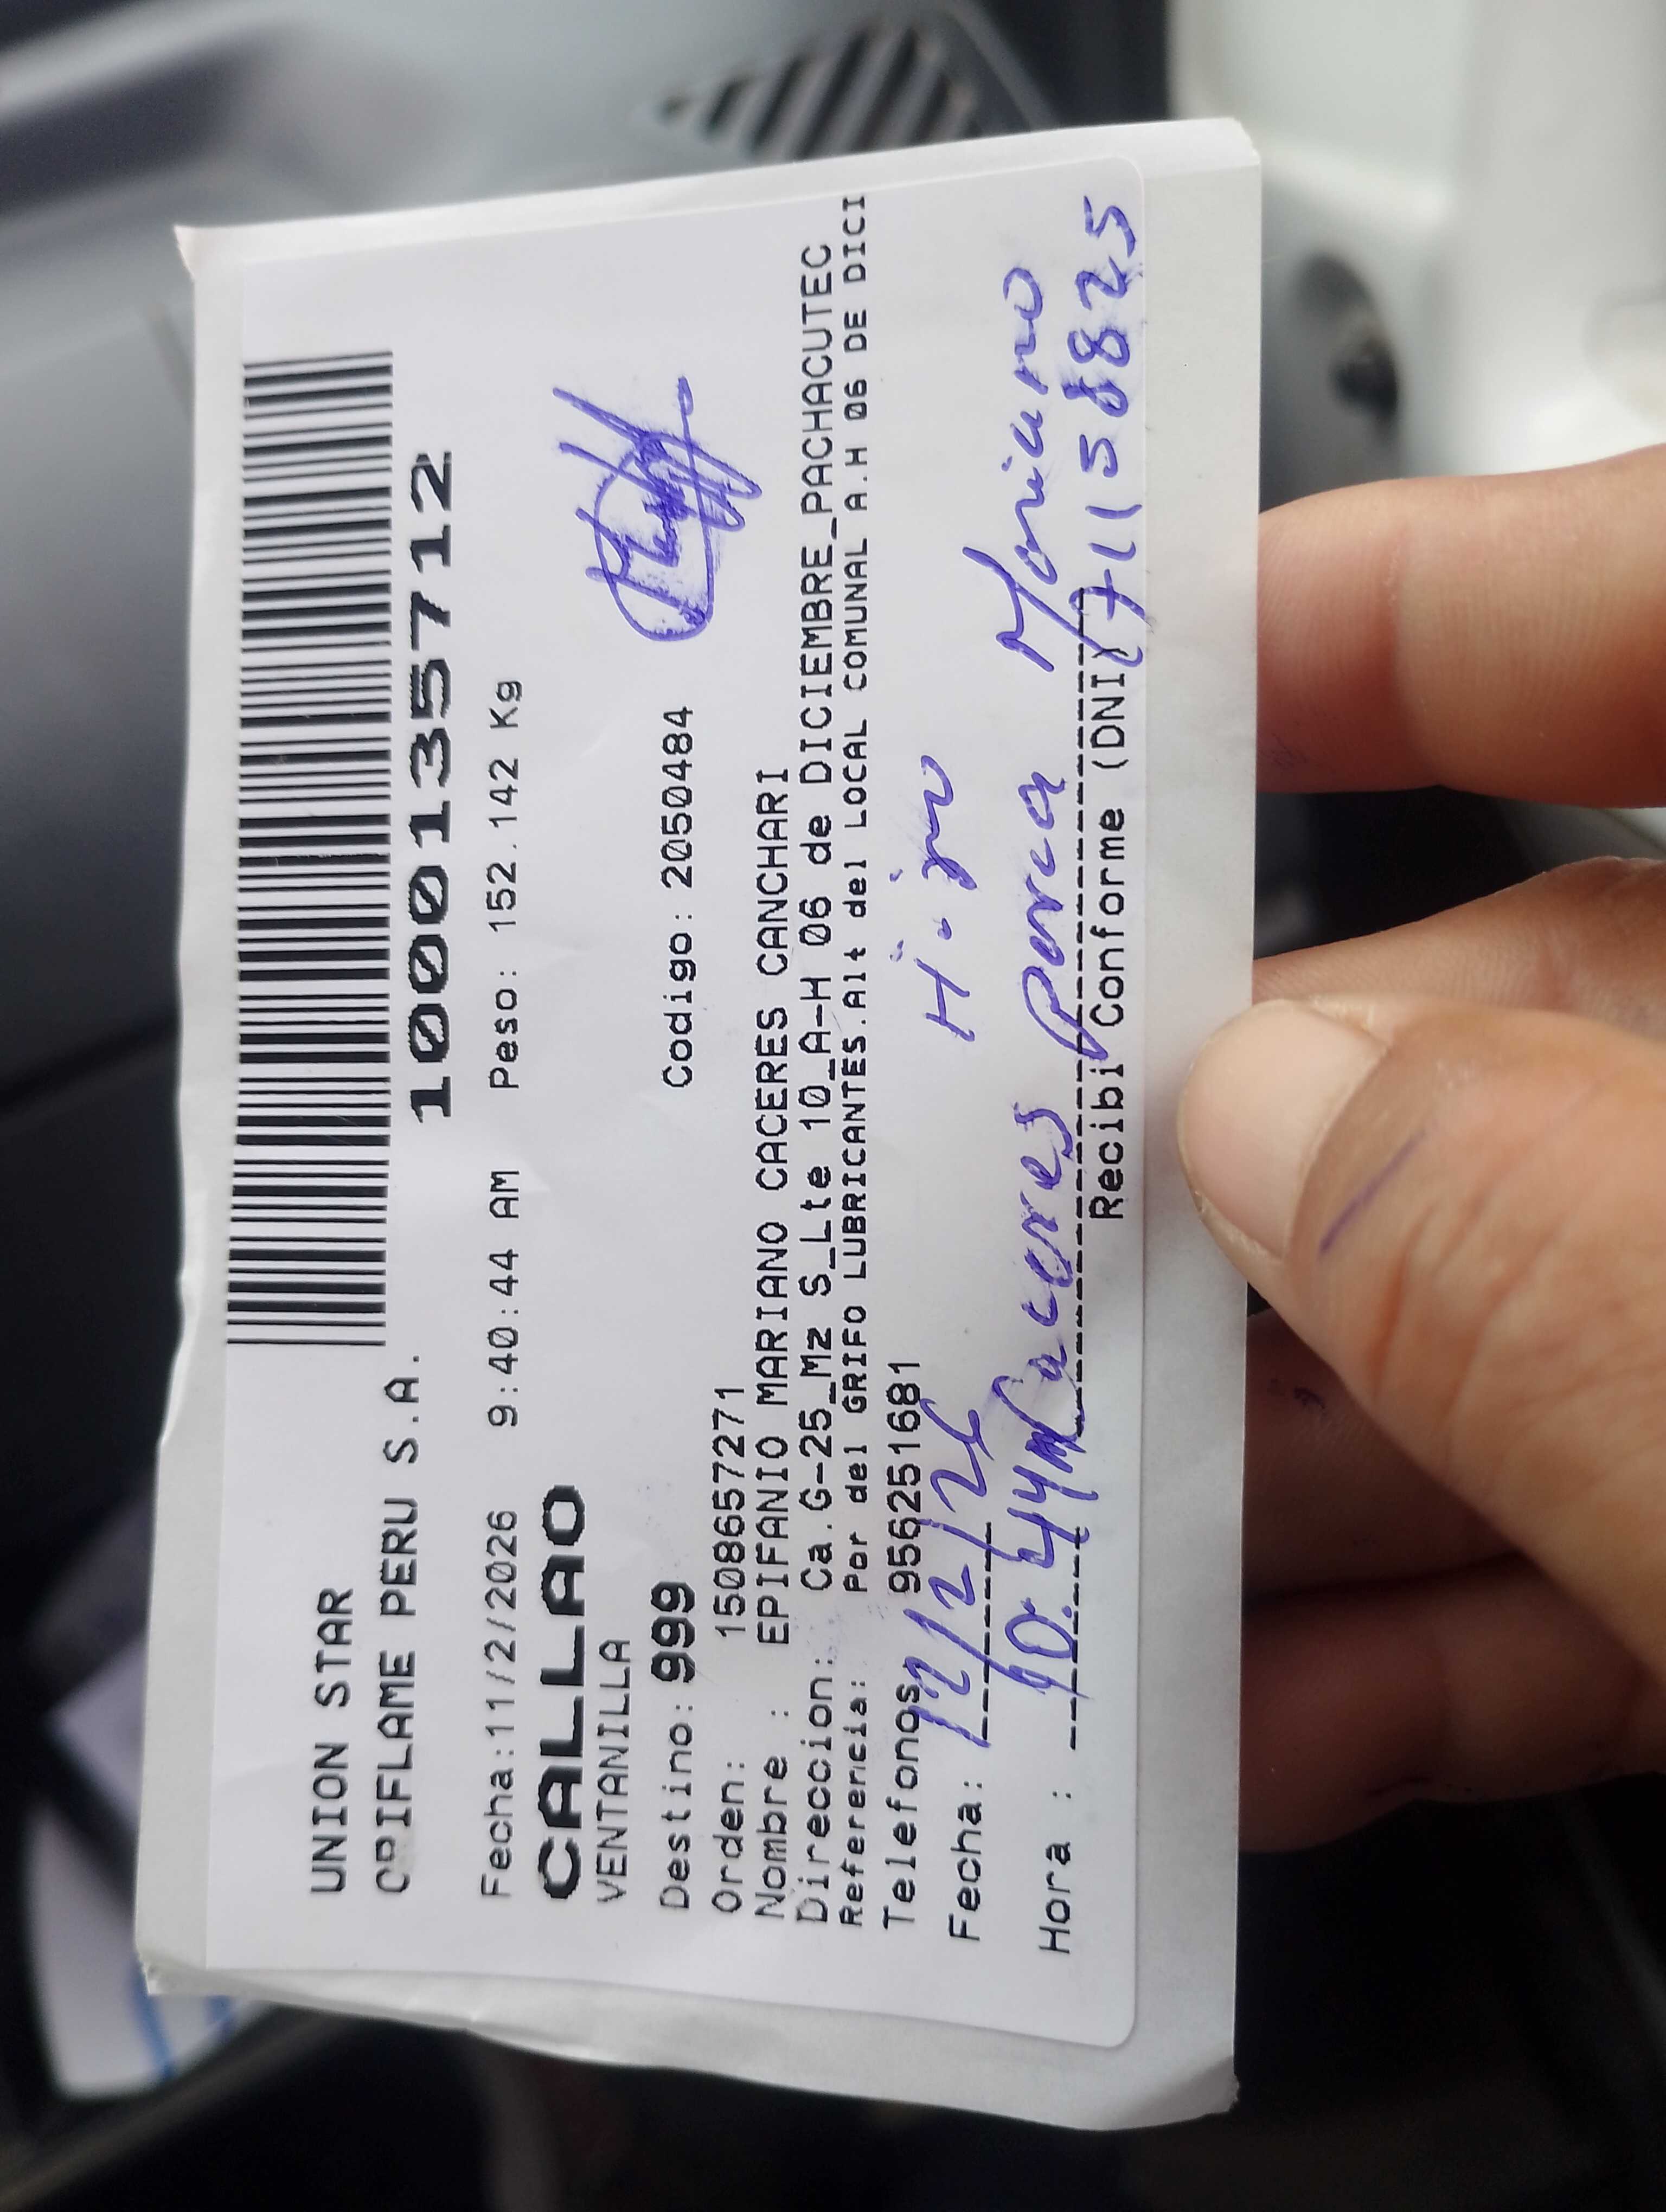 UNION STAR
ORIFLAME PERU S.A.
1000135712
Fecha:11/2/2026 9:40:44 AM Peso: 152.142 Kg
CALLAO
VENTANILLA
Destino: 999 Codigo: 2050484
Orden: 1508657271
Nombre : EPIFANIO MARIANO CACERES CANCHARI
Direccion: Ca.G-25_Mz S_Lte 10_A-H 06 de DICIEMBRE_PACHACUTEC
Referencia: Por del GRIFO LUBRICANTES.Alt del LOCAL COMUNAL A.H 06 DE DICI
Telefonos 956251681
Fecha: 12/2/26 Hijo
Hora : 10:44 Caceres Poma Mariano
Recibi Conforme (DNI) 71158825